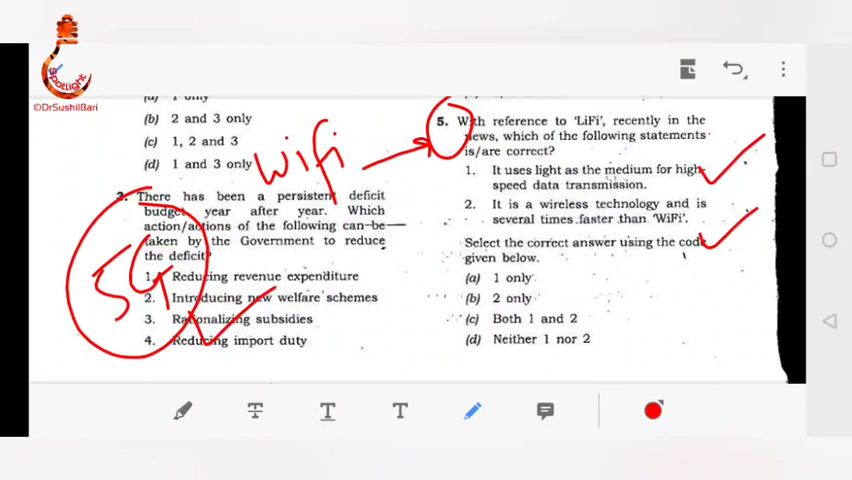 Spotlight
©DrSushilBari
(a) 1 only
(b) 2 and 3 only
(c) 1, 2 and 3
(d) 1 and 3 only
Wifi
3. There has been a persistent deficit
budget year after year. Which
action/actions of the following can be
taken by the Government to reduce
the deficit?
1. Reducing revenue expenditure
2. Introducing new welfare schemes
3. Rationalizing subsidies
4. Reducing import duty
5G
5. With reference to 'LiFi', recently in the
news, which of the following statements
is/are correct?
1. It uses light as the medium for high-
speed data transmission.
2. It is a wireless technology and is
several times faster than 'WiFi'.
Select the correct answer using the code
given below.
(a) 1 only
(b) 2 only
(c) Both 1 and 2
(d) Neither 1 nor 2
T T T